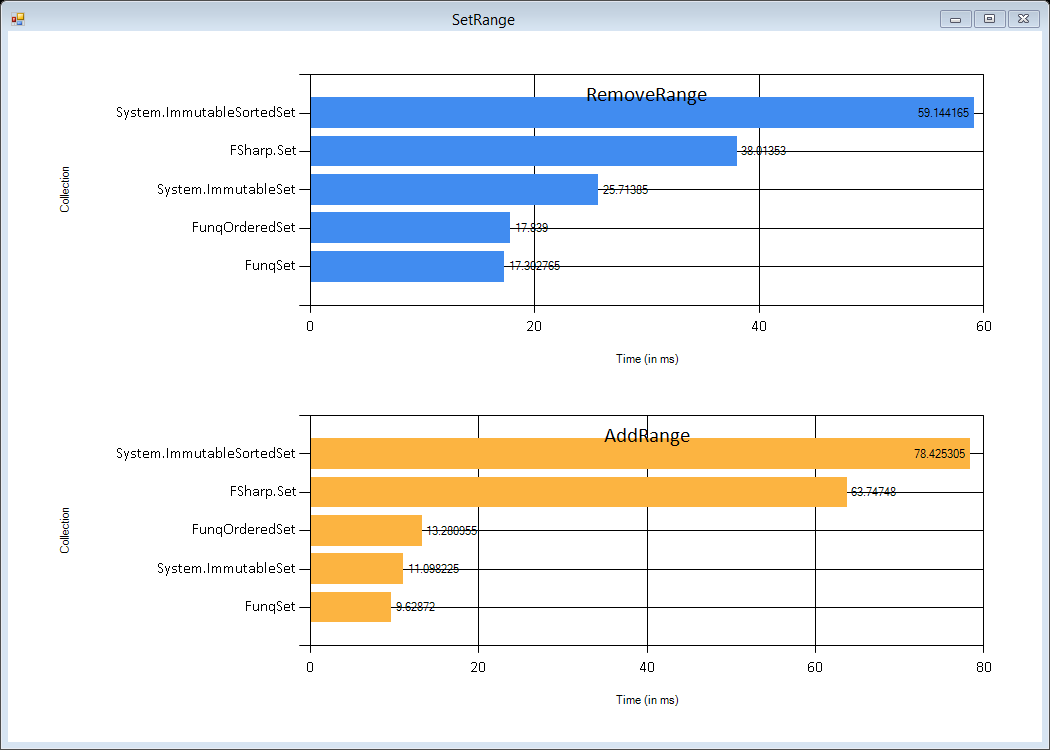 SetRange
RemoveRange
Collection
System.ImmutableSortedSet 59.144165
FSharp.Set 38.01353
System.ImmutableSet 25.71385
FunqOrderedSet 17.839
FunqSet 17.302765
0 20 40 60
Time (in ms)
AddRange
Collection
System.ImmutableSortedSet 78.425305
FSharp.Set 63.74748
FunqOrderedSet 13.280955
System.ImmutableSet 11.098225
FunqSet 9.62872
0 20 40 60 80
Time (in ms)